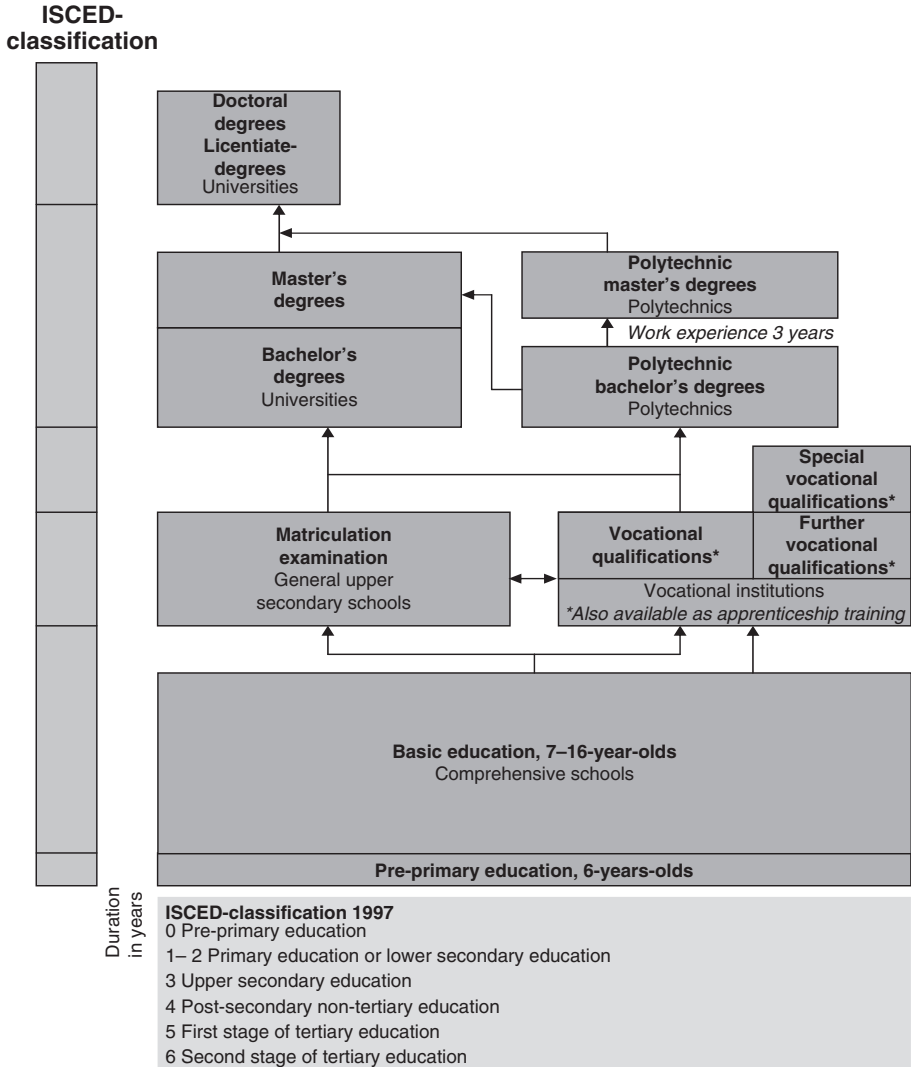 ISCED-
classification
Doctoral
degrees
Licentiate-
degrees
Universities
Master's
degrees
Bachelor's
degrees
Universities
Polytechnic
master's degrees
Polytechnics
Work experience 3 years
Polytechnic
bachelor's degrees
Polytechnics
Special
vocational
qualifications*
Matriculation
examination
General upper
secondary schools
Vocational
qualifications*
Further
vocational
qualifications*
Vocational institutions
*Also available as apprenticeship training
Basic education, 7–16-year-olds
Comprehensive schools
Pre-primary education, 6-years-olds
Duration
in years
ISCED-classification 1997
0 Pre-primary education
1– 2 Primary education or lower secondary education
3 Upper secondary education
4 Post-secondary non-tertiary education
5 First stage of tertiary education
6 Second stage of tertiary education